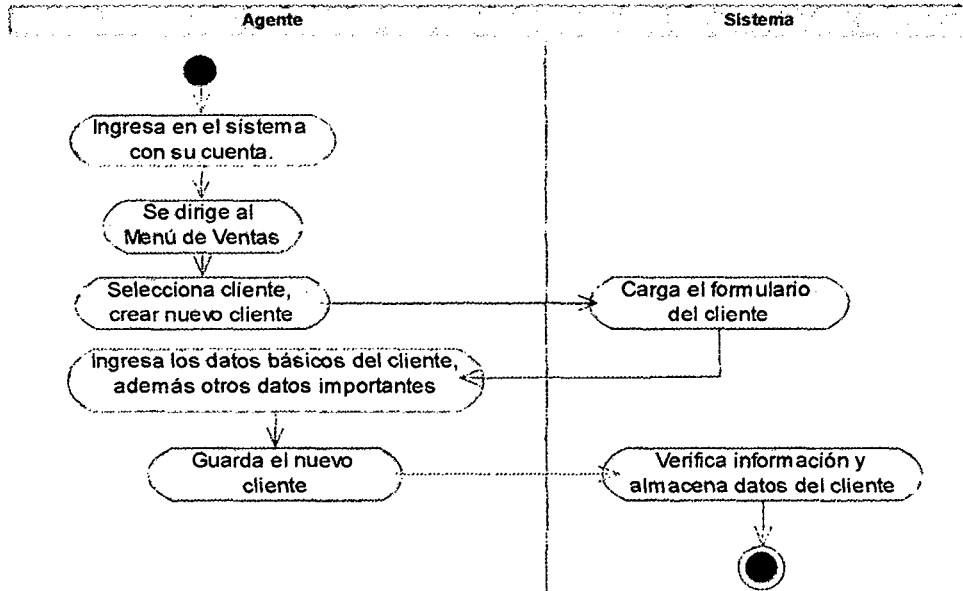 Agente
Sistema
Ingresa en el sistema
con su cuenta.
Se dirige al
Menú de Ventas
Selecciona cliente,
crear nuevo cliente
Carga el formulario
del cliente
Ingresa los datos básicos del cliente,
además otros datos importantes
Guarda el nuevo
cliente
Verifica información y
almacena datos del cliente